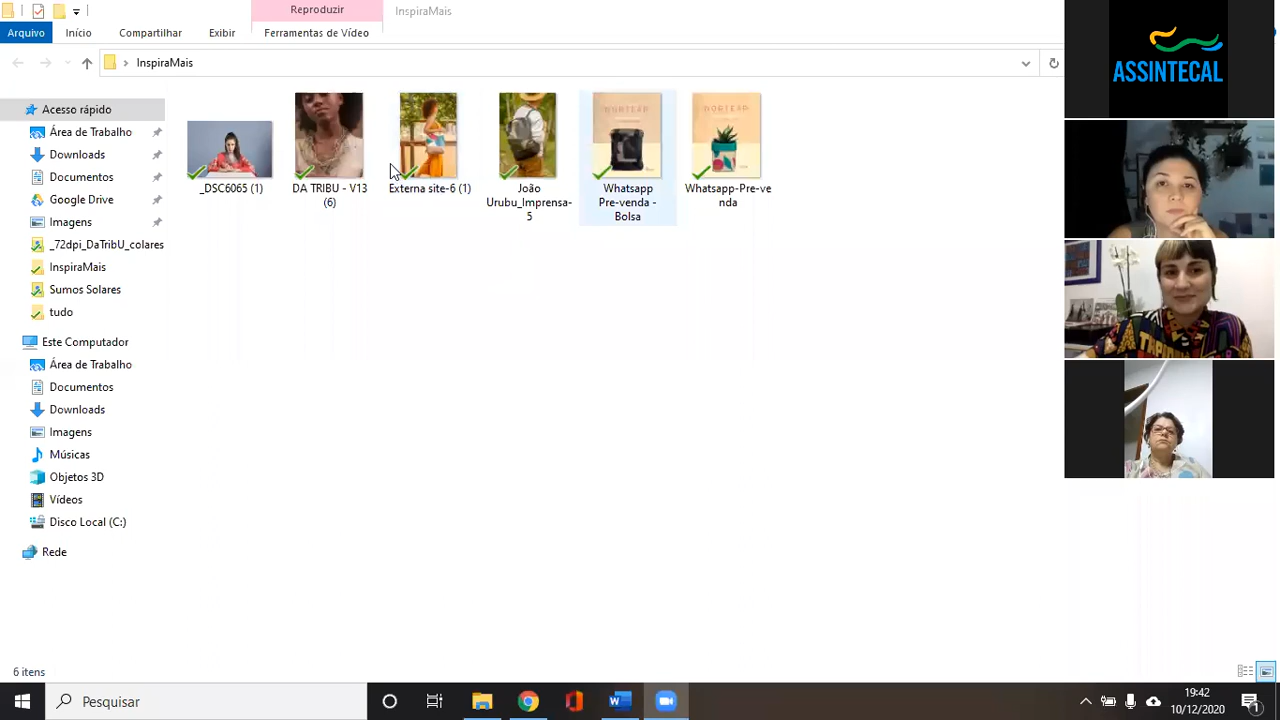 Reproduzir
InspiraMais
Arquivo
Início
Compartilhar
Exibir
Ferramentas de Vídeo
InspiraMais
Acesso rápido
Área de Trabalho
Downloads
Documentos
Google Drive
Imagens
_72dpi_DaTribU_colares
InspiraMais
Sumos Solares
tudo
Este Computador
Área de Trabalho
Documentos
Downloads
Imagens
Músicas
Objetos 3D
Vídeos
Disco Local (C:)
Rede
_DSC6065 (1)
DA TRIBU - V13
(6)
Externa site-6 (1)
João
Urubu_Imprensa-
5
Whatsapp
Pre-venda -
Bolsa
Whatsapp-Pre-ve
nda
ASSINTECAL
6 itens
Pesquisar
19:42
10/12/2020
1